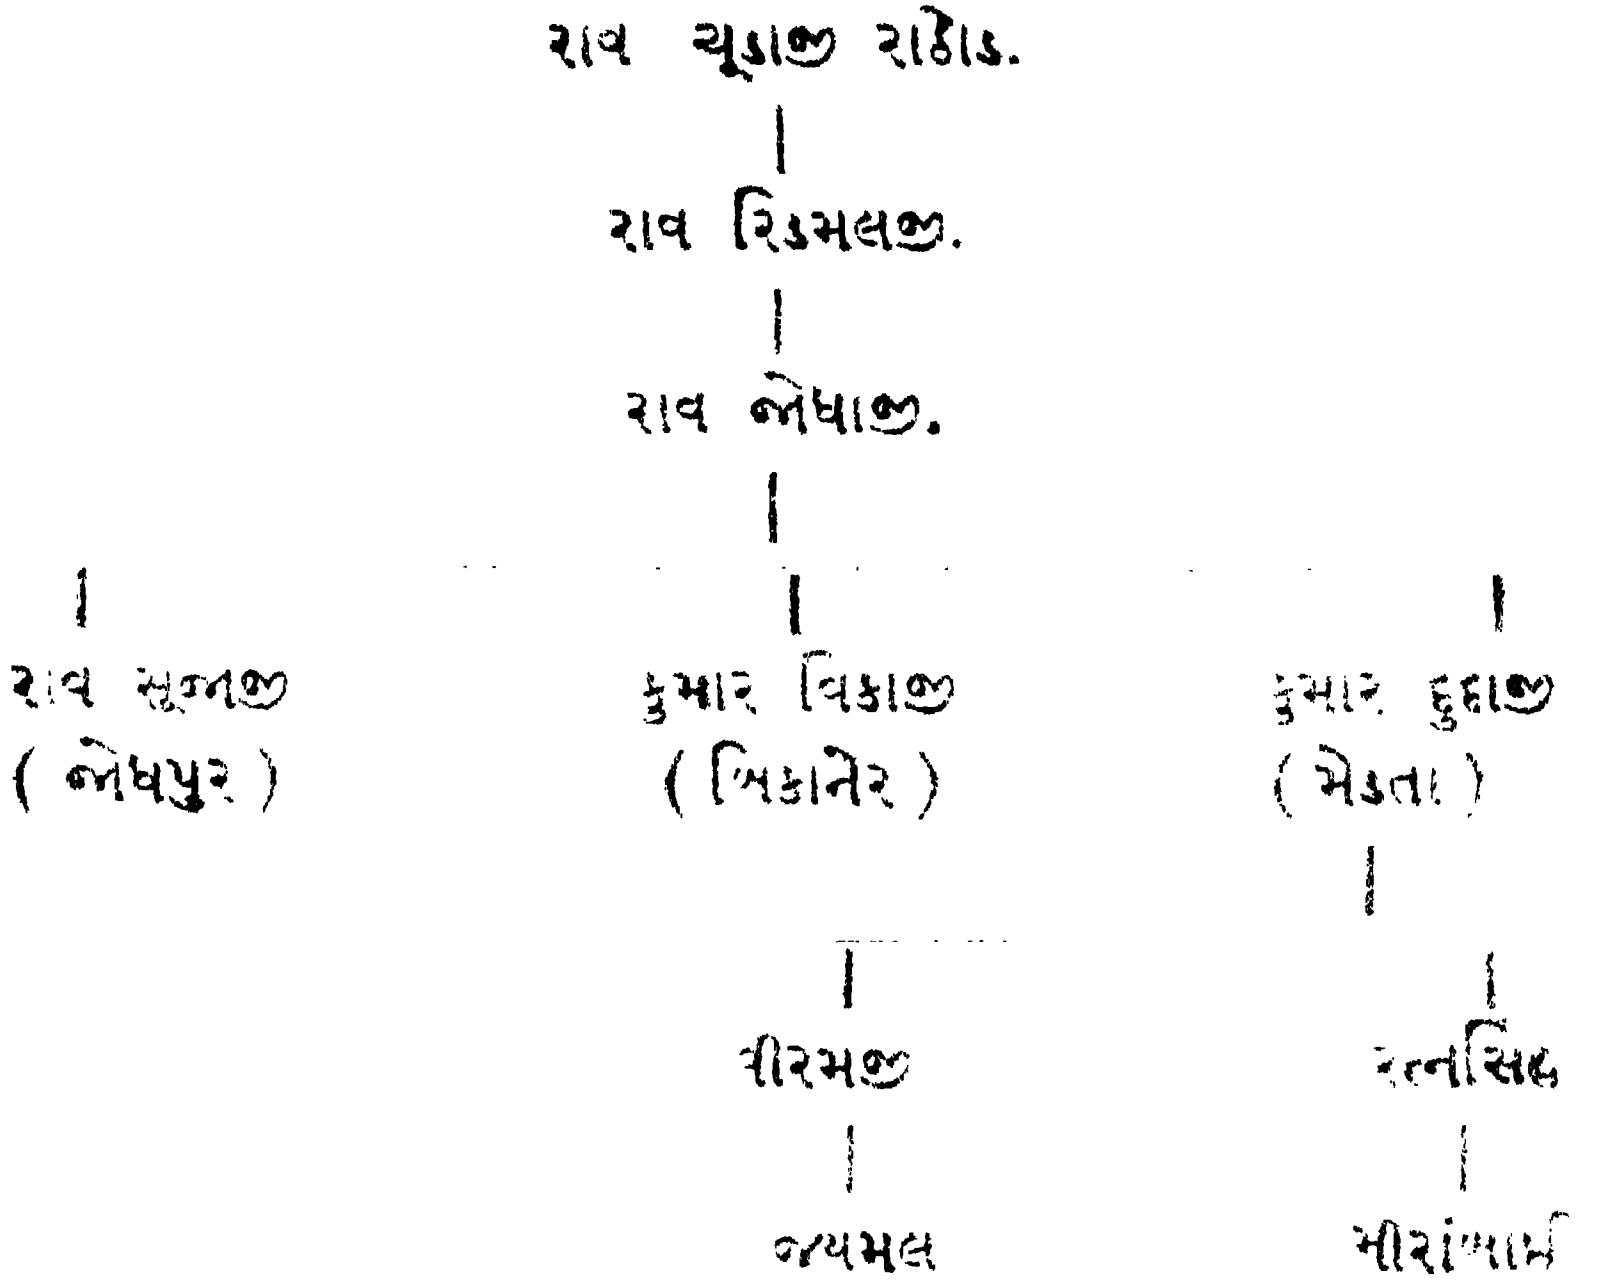 રાવ ચૂડાજી રાઠોડ.
રાવ રિડમલજી.
રાવ જોધાજી.
રાવ સૂજાજી કુમાર વિકાજી કુમાર દુદાજી
( જોધપુર ) ( બિકાનેર ) ( મેડતા )
વીરમજી રત્નસિંહ
જયમલ મીરાંબાઈ